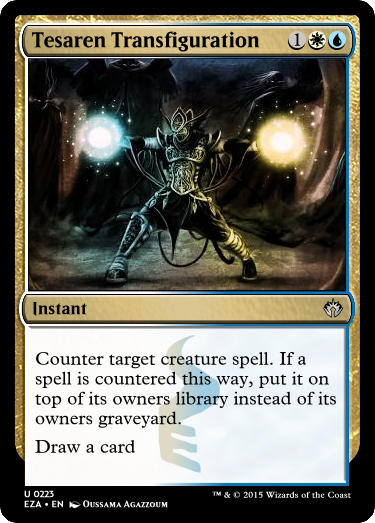 Tesaren Transfiguration 1
Instant
Counter target creature spell. If a
spell is countered this way, put it on
top of its owners library instead of its
owners graveyard.
Draw a card
U 0223
EZA • EN Oussama Agazzoum
™ & © 2015 Wizards of the Coast